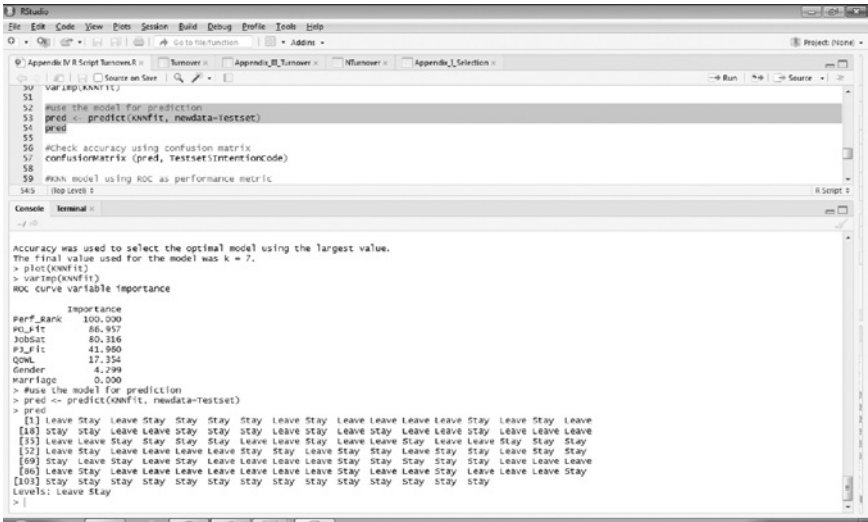 RStudio
File Edit Code View Plots Session Build Debug Profile Tools Help
Go to file/function Addins Project: (None)
Appendix IV R Script Turnover.R Turnover Appendix_III_Turnover NTurnover Appendix_I_Selection
Source on Save Run Source
50 varImp(KNNfit)
51
52 #use the model for prediction
53 pred <- predict(KNNfit, newdata=Testset)
54 pred
55
56 #Check accuracy using confusion matrix
57 confusionMatrix (pred, Testset$IntentionCode)
58
59 #KNN model using ROC as performance metric
54:5 (Top Level) R Script
Console Terminal
~/
Accuracy was used to select the optimal model using the largest value.
The final value used for the model was k = 7.
> plot(KNNfit)
> varImp(KNNfit)
ROC curve variable importance
Importance
Perf_Rank 100.000
PO_Fit 86.957
JobSat 80.316
PJ_Fit 41.960
QOWL 17.354
Gender 4.299
Marriage 0.000
> #use the model for prediction
> pred <- predict(KNNfit, newdata=Testset)
> pred
[1] Leave Stay Leave Stay Stay Stay Stay Leave Stay Leave Leave Leave Leave Stay Leave Stay Leave
[18] Stay Stay Leave Leave Leave Leave Stay Leave Stay Leave Leave Leave Stay Leave Leave Leave
[35] Leave Leave Stay Stay Stay Stay Leave Leave Leave Stay Leave Leave Stay Leave Leave Stay Stay Stay
[52] Leave Stay Leave Stay Leave Leave Leave Stay Stay Leave Stay Stay Leave Stay Stay Leave Stay
[69] Stay Leave Stay Leave Stay Leave Leave Leave Leave Stay Stay Stay Stay Stay Leave Leave Leave
[86] Leave Stay Leave Leave Leave Leave Leave Leave Stay Leave Leave Stay Leave Leave Leave Stay
[103] Stay Stay Stay Stay Stay Stay Stay Stay Stay Stay Stay Stay
Levels: Leave Stay
>